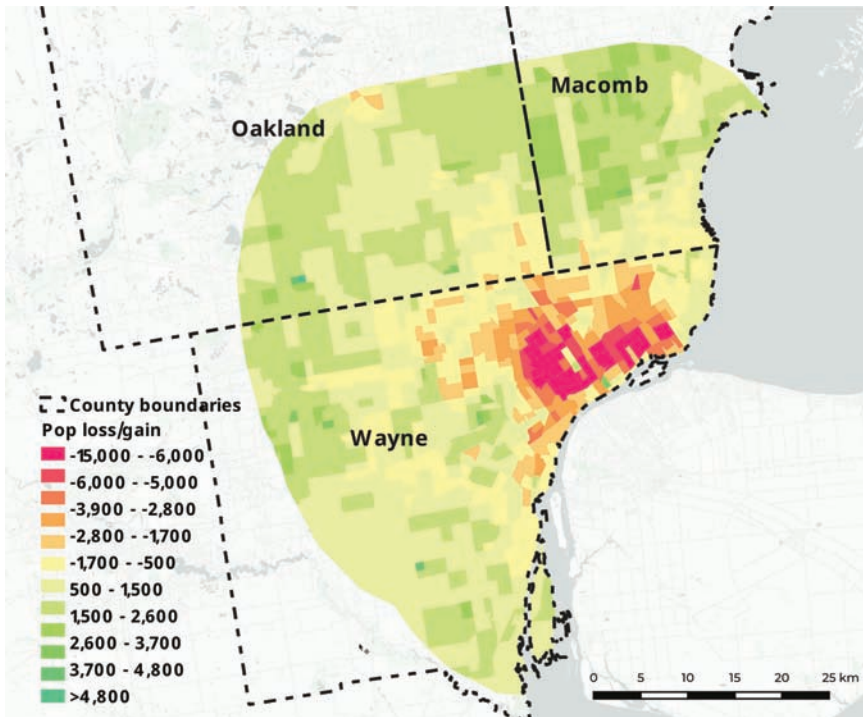 Macomb
Oakland
Wayne
County boundaries
Pop loss/gain
-15,000 - -6,000
-6,000 - -5,000
-3,900 - -2,800
-2,800 - -1,700
-1,700 - -500
500 - 1,500
1,500 - 2,600
2,600 - 3,700
3,700 - 4,800
>4,800
0 5 10 15 20 25 km